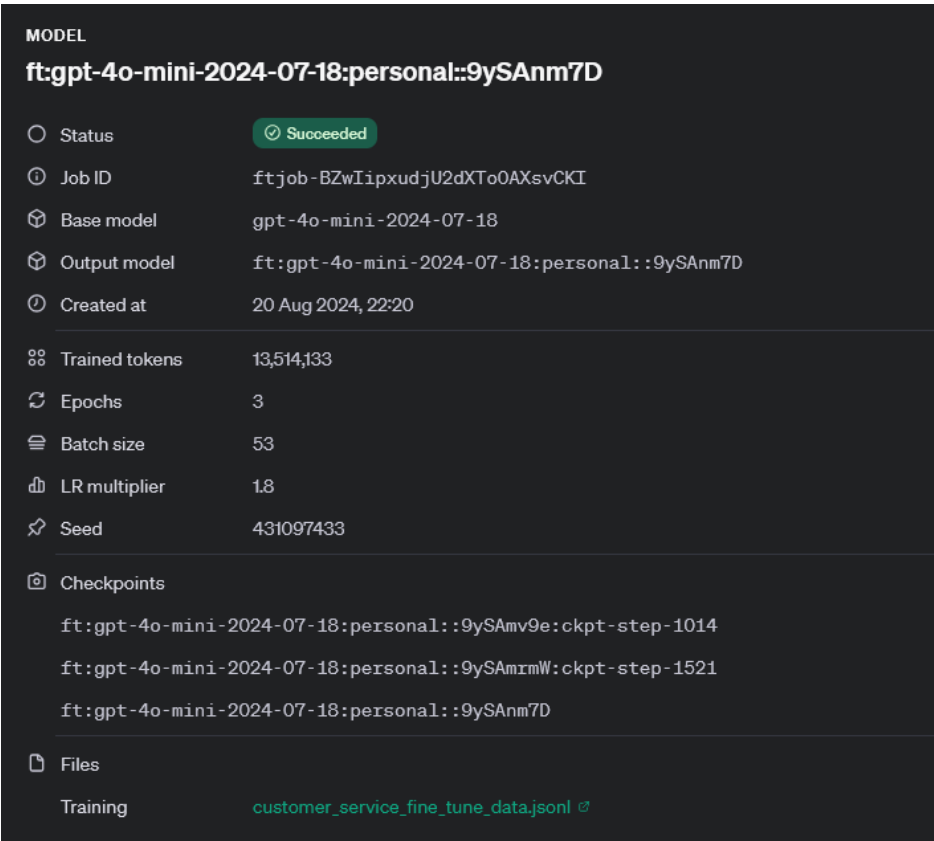 MODEL
ft:gpt-4o-mini-2024-07-18:personal::9ySAnm7D
Status Succeeded
Job ID ftjob-BZwIipxudjU2dXToOAXsvCKI
Base model gpt-4o-mini-2024-07-18
Output model ft:gpt-4o-mini-2024-07-18:personal::9ySAnm7D
Created at 20 Aug 2024, 22:20
Trained tokens 13,514,133
Epochs 3
Batch size 53
LR multiplier 1.8
Seed 431097433
Checkpoints
ft:gpt-4o-mini-2024-07-18:personal::9ySAmv9e:ckpt-step-1014
ft:gpt-4o-mini-2024-07-18:personal::9ySAmrmW:ckpt-step-1521
ft:gpt-4o-mini-2024-07-18:personal::9ySAnm7D
Files
Training customer_service_fine_tune_data.jsonl